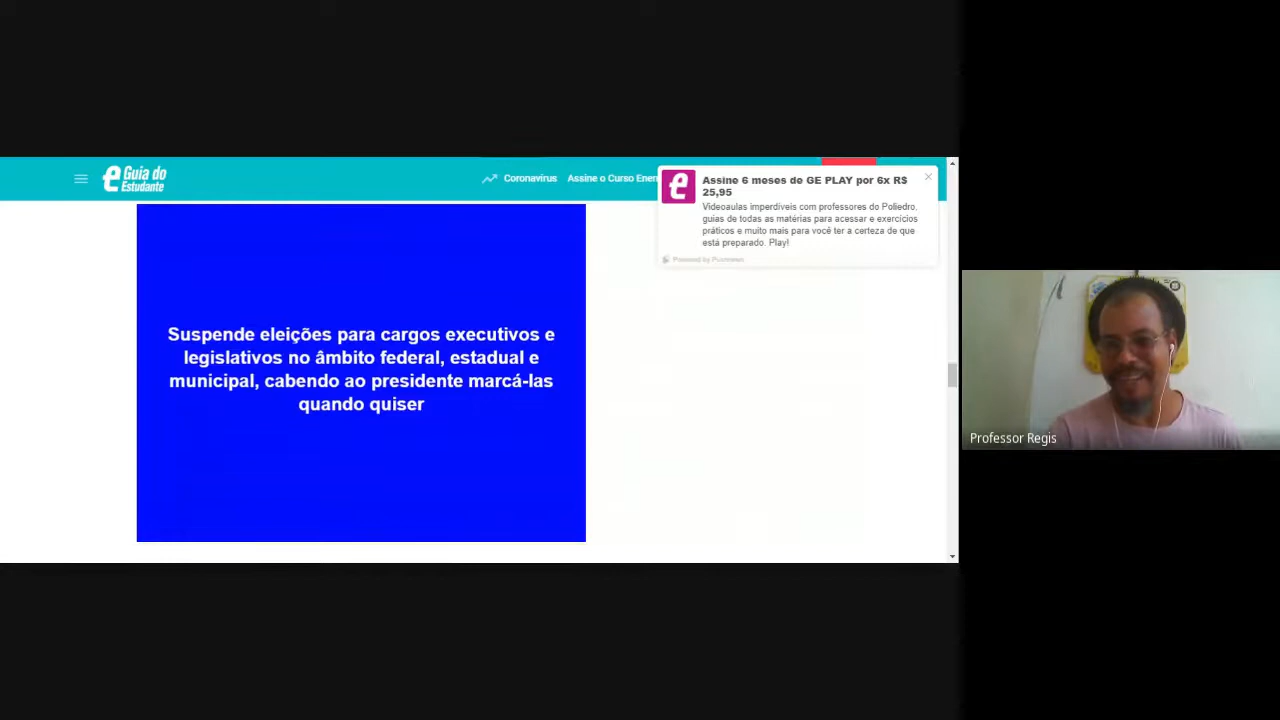 Guia do
Estudante
Coronavírus Assine o Curso Enem
Assine 6 meses de GE PLAY por 6x R$
25,95
Videoaulas imperdíveis com professores do Poliedro,
guias de todas as matérias para acessar e exercícios
práticos e muito mais para você ter a certeza de que
está preparado. Play!
Powered by
Suspende eleições para cargos executivos e
legislativos no âmbito federal, estadual e
municipal, cabendo ao presidente marcá-las
quando quiser
Professor Regis